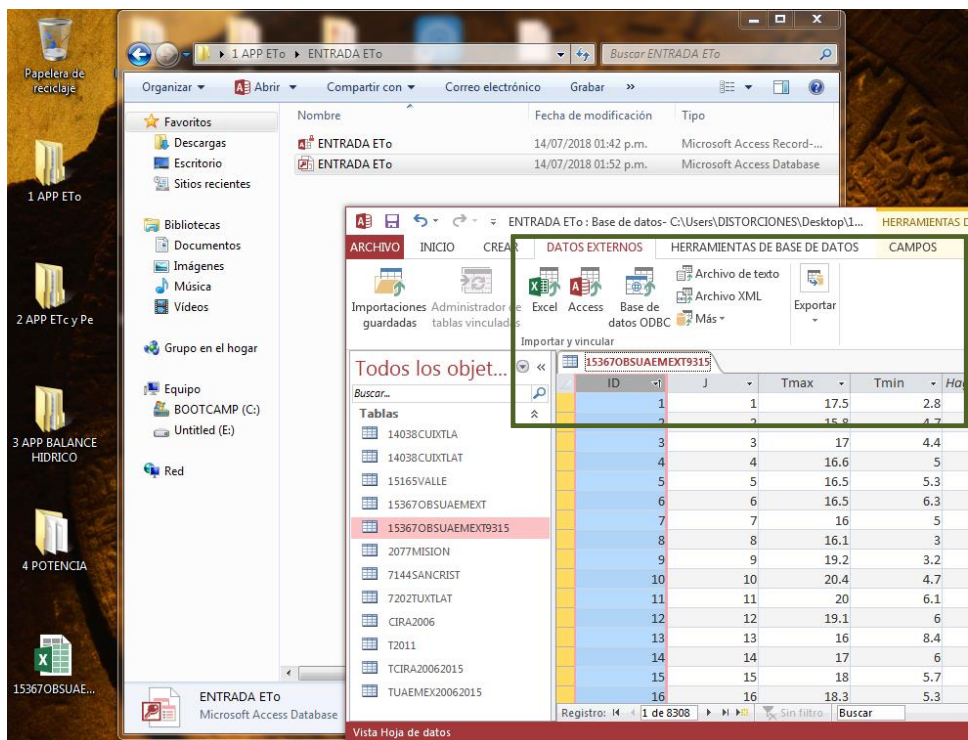 Papelera de
reciclaje
1 APP ETo
2 APP ETc y Pe
3 APP BALANCE
HIDRICO
4 POTENCIA
15367OBSUAE...
1 APP ETo ▸ ENTRADA ETo
Buscar ENTRADA ETo
Organizar
Abrir
Compartir con
Correo electrónico
Grabar
»
Favoritos
Descargas
Escritorio
Sitios recientes
Bibliotecas
Documentos
Imágenes
Música
Vídeos
Grupo en el hogar
Equipo
BOOTCAMP (C:)
Untitled (E:)
Red
Nombre Fecha de modificación Tipo
ENTRADA ETo 14/07/2018 01:42 p.m. Microsoft Access Record-...
ENTRADA ETo 14/07/2018 01:52 p.m. Microsoft Access Database
ENTRADA ETo
Microsoft Access Database
ENTRADA ETo : Base de datos- C:\Users\DISTORCIONES\Desktop\1...
HERRAMIENTAS D
ARCHIVO INICIO CREAR DATOS EXTERNOS HERRAMIENTAS DE BASE DE DATOS CAMPOS
Importaciones
guardadas
Administrador de
tablas vinculadas
Excel
Access
Base de
datos ODBC
Archivo de texto
Archivo XML
Más
Exportar
Importar y vincular
Todos los objet...
Buscar...
Tablas
14038CUIXTLA
14038CUIXTLAT
15165VALLE
15367OBSUAEMEXT
15367OBSUAEMEXT9315
2077MISION
7144SANCRIST
7202TUXTLAT
CIRA2006
T2011
TCIRA20062015
TUAEMEX20062015
15367OBSUAEMEXT9315
ID J Tmax Tmin
1 1 17.5 2.8
2 2 15.8 4.7
3 3 17 4.4
4 4 16.6 5
5 5 16.5 5.3
6 6 16.5 6.3
7 7 16 5
8 8 16.1 3
9 9 19.2 3.2
10 10 20.4 4.7
11 11 20 6.1
12 12 19.1 6
13 13 16 8.4
14 14 17 6
15 15 18 5.7
16 16 18.3 5.3
Registro: 1 de 8308 Sin filtro Buscar
Vista Hoja de datos